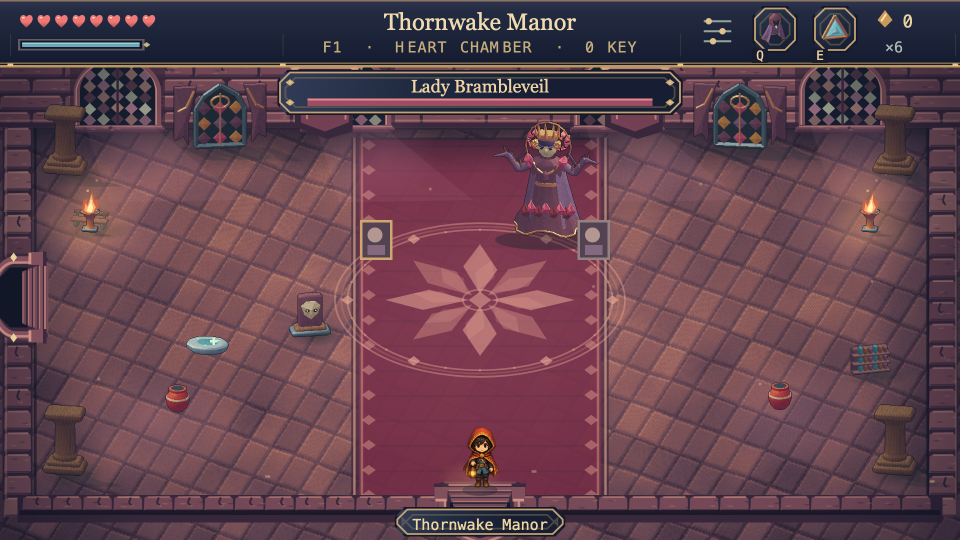 Thornwake Manor
F1 · HEART CHAMBER · 0 KEY
Q
E
0
×6
Lady Brambleveil
Thornwake Manor